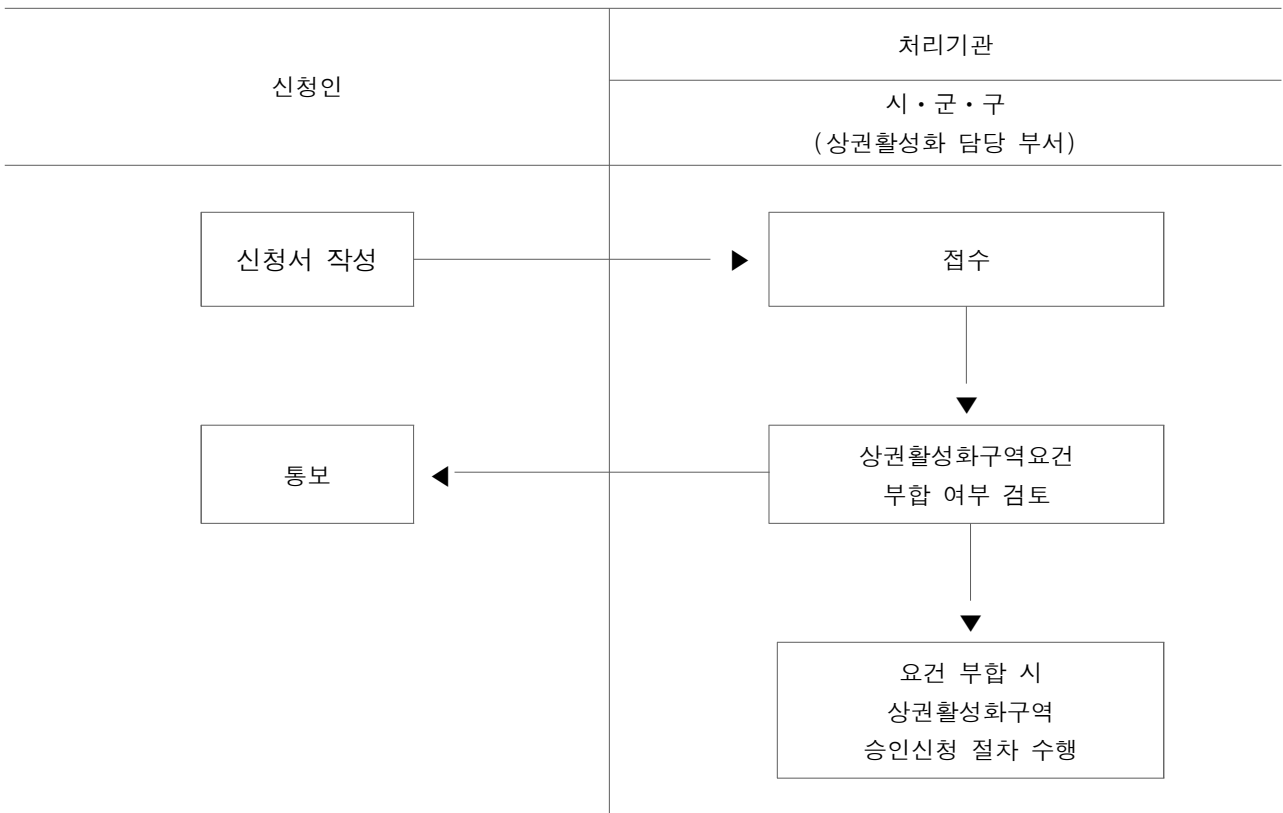 신청인
처리기관
시・군・구
(상권활성화 담당 부서)
신청서 작성
접수
통보
상권활성화구역요건
부합 여부 검토
요건 부합 시
상권활성화구역
승인신청 절차 수행